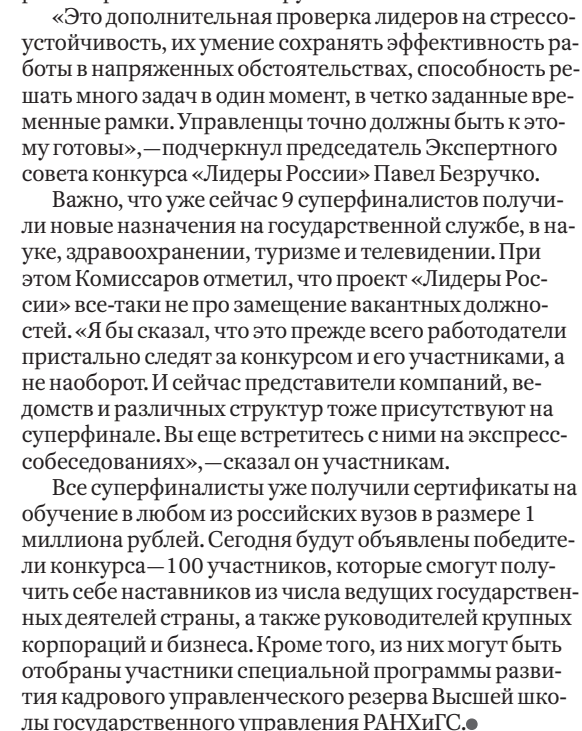 «Это дополнительная проверка лидеров на стрессо-
устойчивость, их умение сохранять эффективность ра-
боты в напряженных обстоятельствах, способность ре-
шать много задач в один момент, в четко заданные вре-
менные рамки. Управленцы точно должны быть к это-
му готовы»,—подчеркнул председатель Экспертного
совета конкурса «Лидеры России» Павел Безручко.
Важно, что уже сейчас 9 суперфиналистов получи-
ли новые назначения на государственной службе, в на-
уке, здравоохранении, туризме и телевидении. При
этом Комиссаров отметил, что проект «Лидеры Рос-
сии» все-таки не про замещение вакантных должно-
стей. «Я бы сказал, что это прежде всего работодатели
пристально следят за конкурсом и его участниками, а
не наоборот. И сейчас представители компаний, ве-
домств и различных структур тоже присутствуют на
суперфинале. Вы еще встретитесь с ними на экспресс-
собеседованиях»,—сказал он участникам.
Все суперфиналисты уже получили сертификаты на
обучение в любом из российских вузов в размере 1
миллиона рублей. Сегодня будут объявлены победите-
ли конкурса—100 участников, которые смогут полу-
чить себе наставников из числа ведущих государствен-
ных деятелей страны, а также руководителей крупных
корпораций и бизнеса. Кроме того, из них могут быть
отобраны участники специальной программы разви-
тия кадрового управленческого резерва Высшей шко-
лы государственного управления РАНХиГС.●